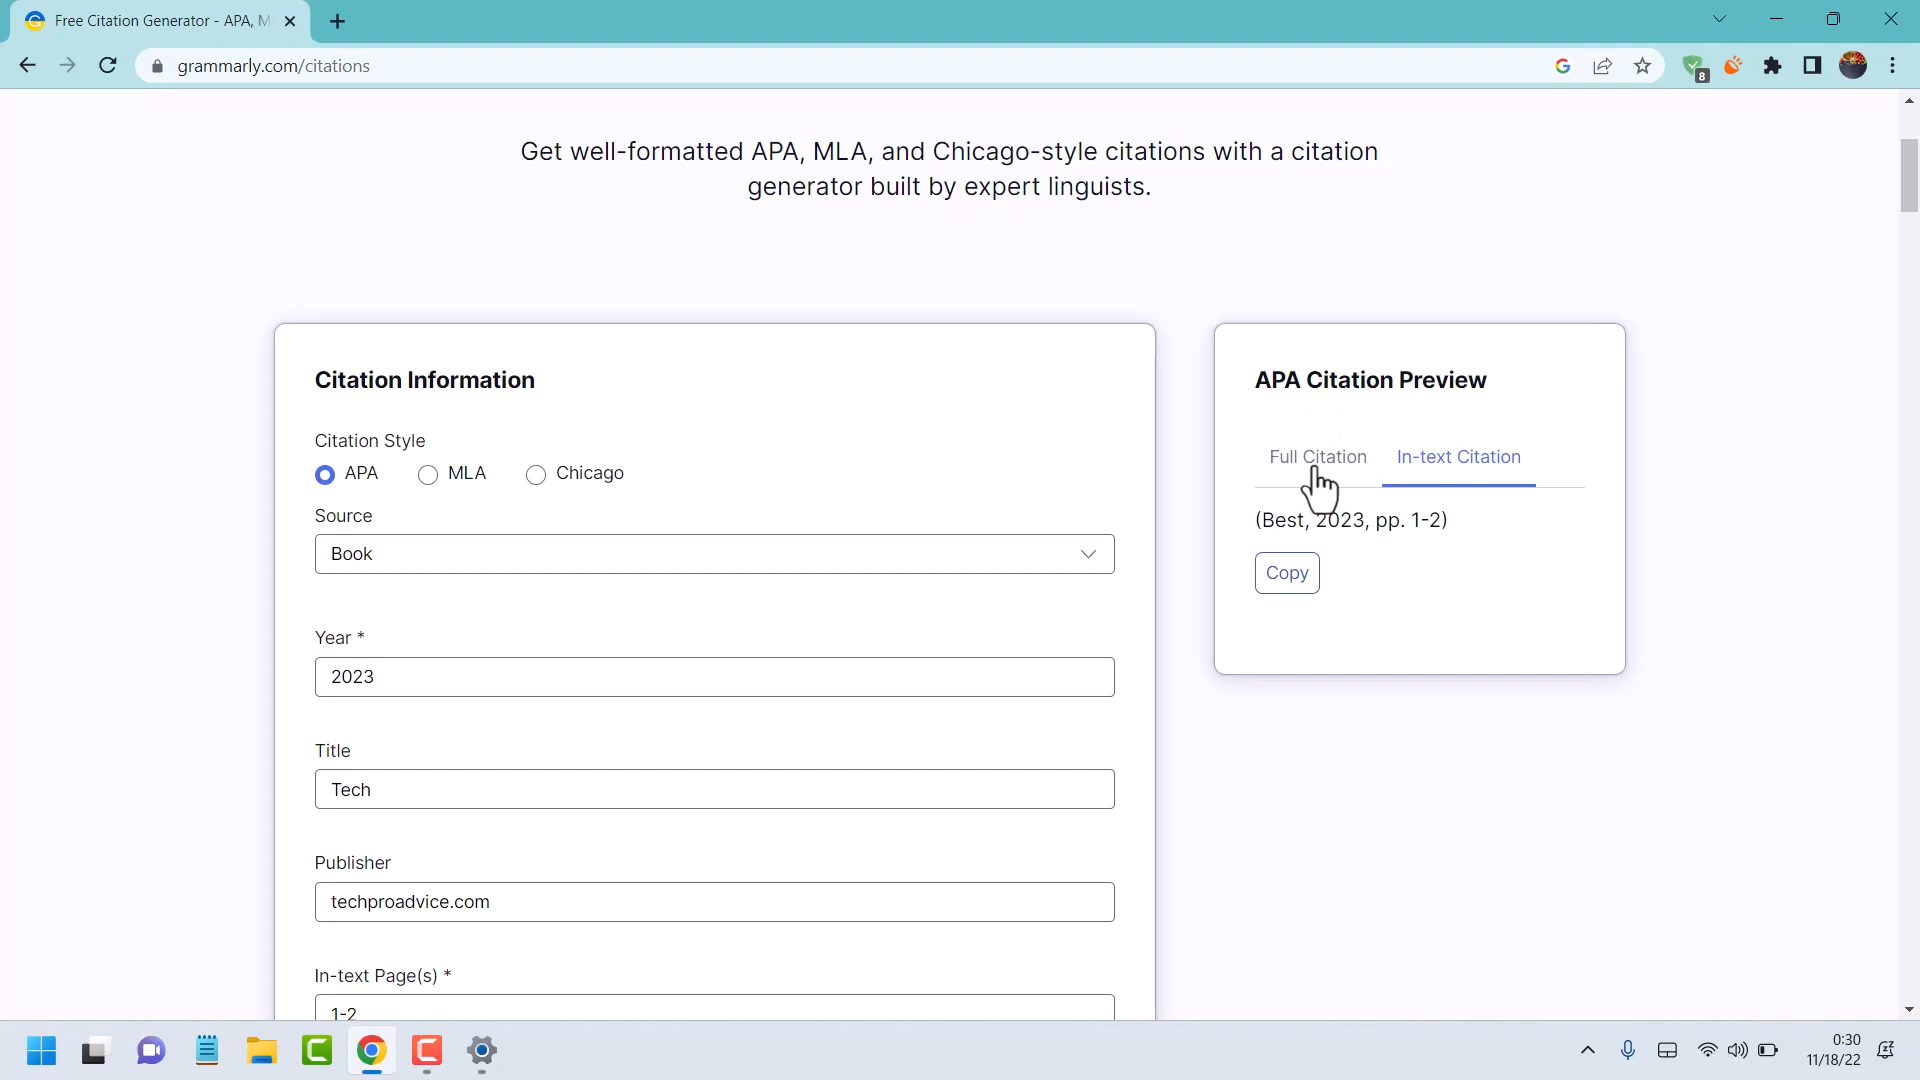 Free Citation Generator - APA, M
grammarly.com/citations
8
Get well-formatted APA, MLA, and Chicago-style citations with a citation
generator built by expert linguists.
Citation Information
Citation Style
APA
MLA
Chicago
Source
Book
Year *
2023
Title
Tech
Publisher
techproadvice.com
In-text Page(s) *
1-2
APA Citation Preview
Full Citation
In-text Citation
(Best, 2023, pp. 1-2)
Copy
0:30
11/18/22